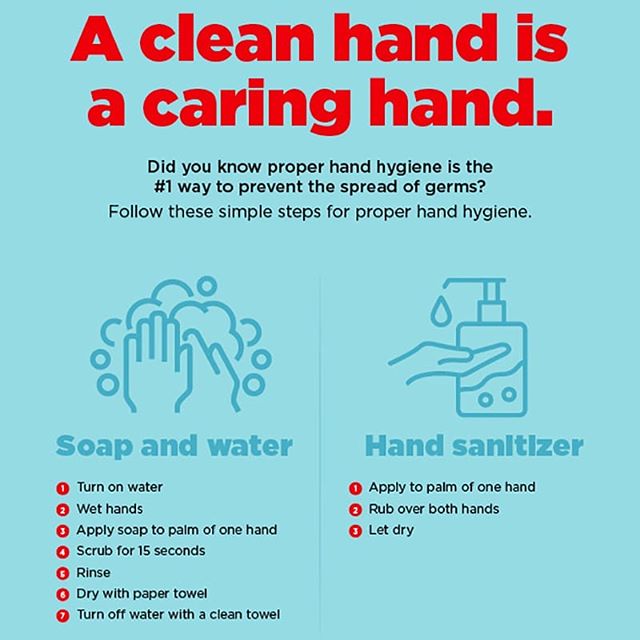 A clean hand is
a caring hand.
Did you know proper hand hygiene is the
#1 way to prevent the spread of germs?
Follow these simple steps for proper hand hygiene.
Soap and water
1 Turn on water
2 Wet hands
3 Apply soap to palm of one hand
4 Scrub for 15 seconds
5 Rinse
6 Dry with paper towel
7 Turn off water with a clean towel
Hand sanitizer
1 Apply to palm of one hand
2 Rub over both hands
3 Let dry